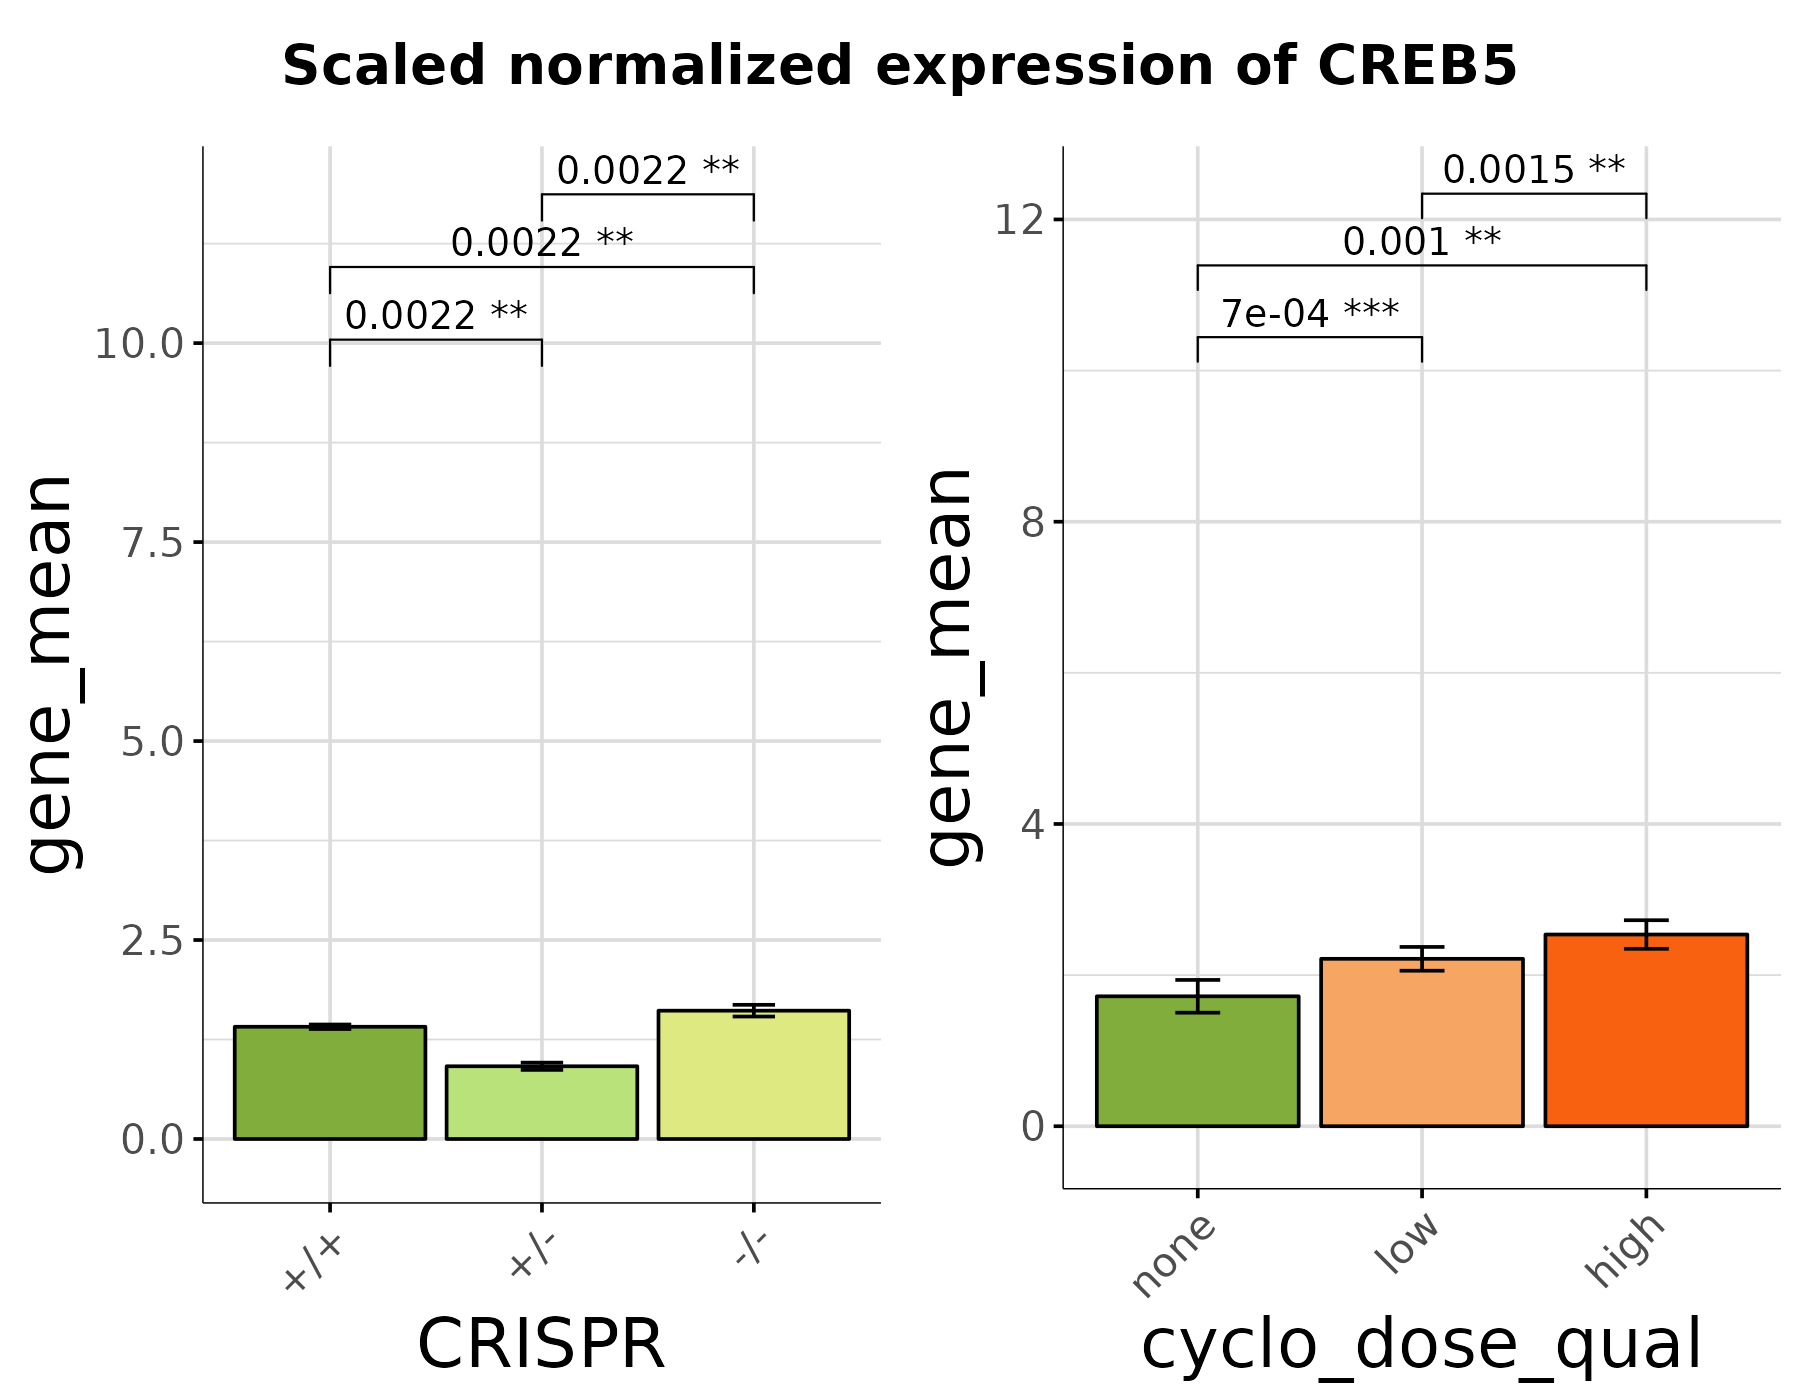 Scaled normalized expression of CREB5
gene_mean
10.0
7.5
5.0
2.5
0.0
0.0022 **
0.0022 **
0.0022 **
+/+
+/-
-/-
CRISPR
gene_mean
12
8
4
0
0.0015 **
0.001 **
7e-04 ***
none
low
high
cyclo_dose_qual